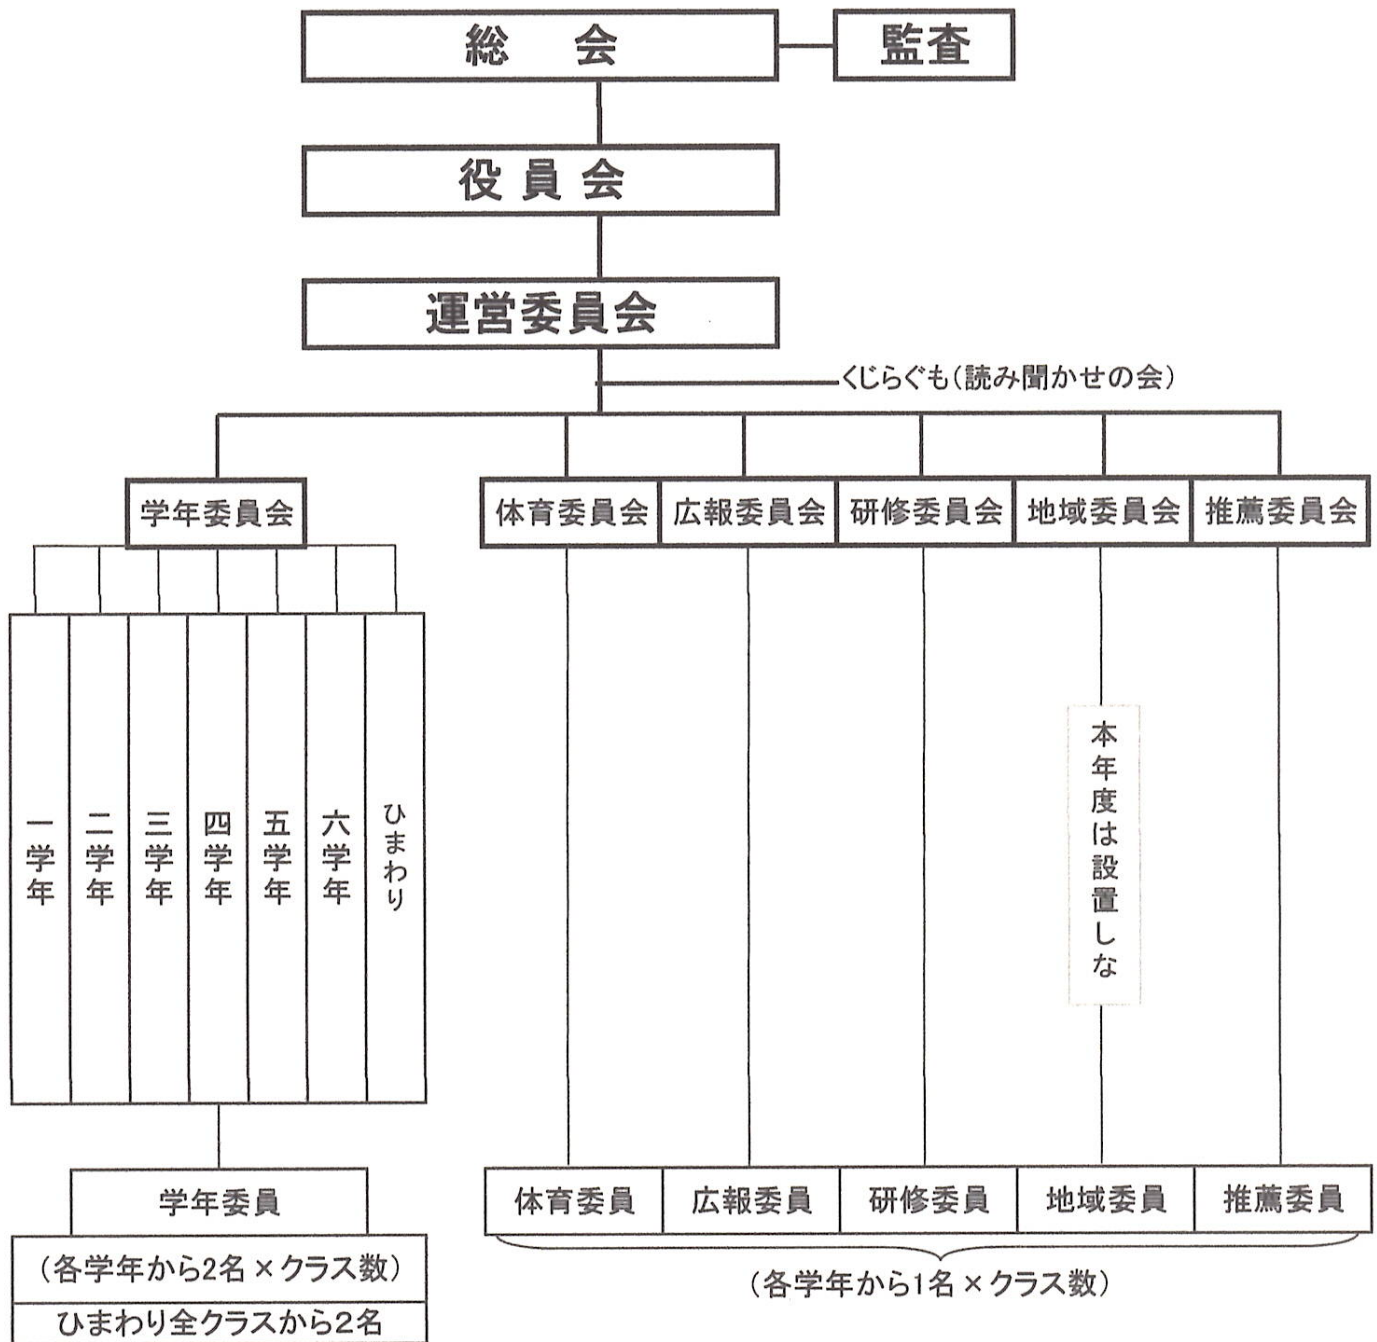 総　会
監査
役員会
運営委員会
くじらぐも(読み聞かせの会)
学年委員会
体育委員会
広報委員会
研修委員会
地域委員会
推薦委員会
一学年
二学年
三学年
四学年
五学年
六学年
ひまわり
本年度は設置しな
学年委員
(各学年から2名×クラス数)
ひまわり全クラスから2名
体育委員
広報委員
研修委員
地域委員
推薦委員
(各学年から1名×クラス数)